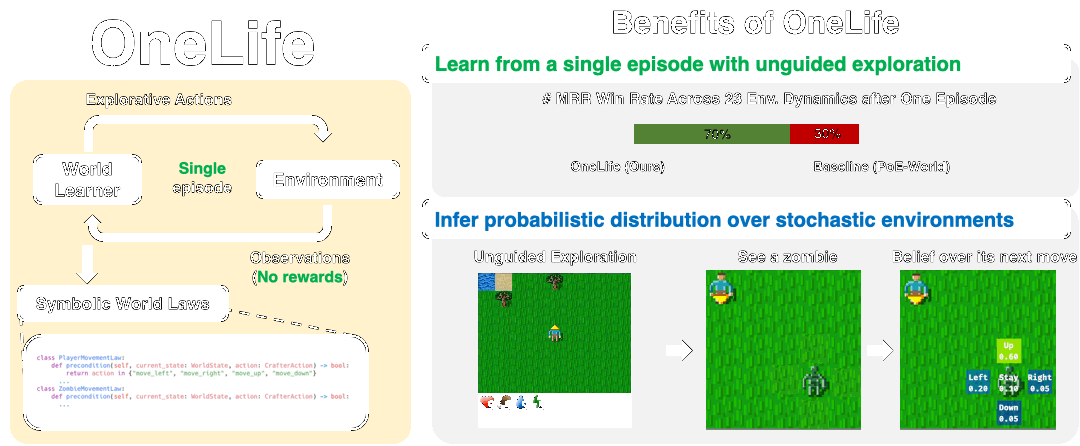 OneLife
Explorative Actions
World
Learner
Single
episode
Environment
Observations
(No rewards)
Symbolic World Laws
class PlayerMovementLaw:
def precondition(self, current_state: WorldState, action: CrafterAction) -> bool:
return action in {"move_left", "move_right", "move_up", "move_down"}
...
class ZombieMovementLaw:
def precondition(self, current_state: WorldState, action: CrafterAction) -> bool:
...
Benefits of OneLife
Learn from a single episode with unguided exploration
# MRR Win Rate Across 23 Env. Dynamics after One Episode
70%
30%
OneLife (Ours)
Baseline (PoE-World)
Infer probabilistic distribution over stochastic environments
Unguided Exploration
See a zombie
Belief over its next move
Up
0.60
Left
0.20
Stay
0.10
Right
0.05
Down
0.05